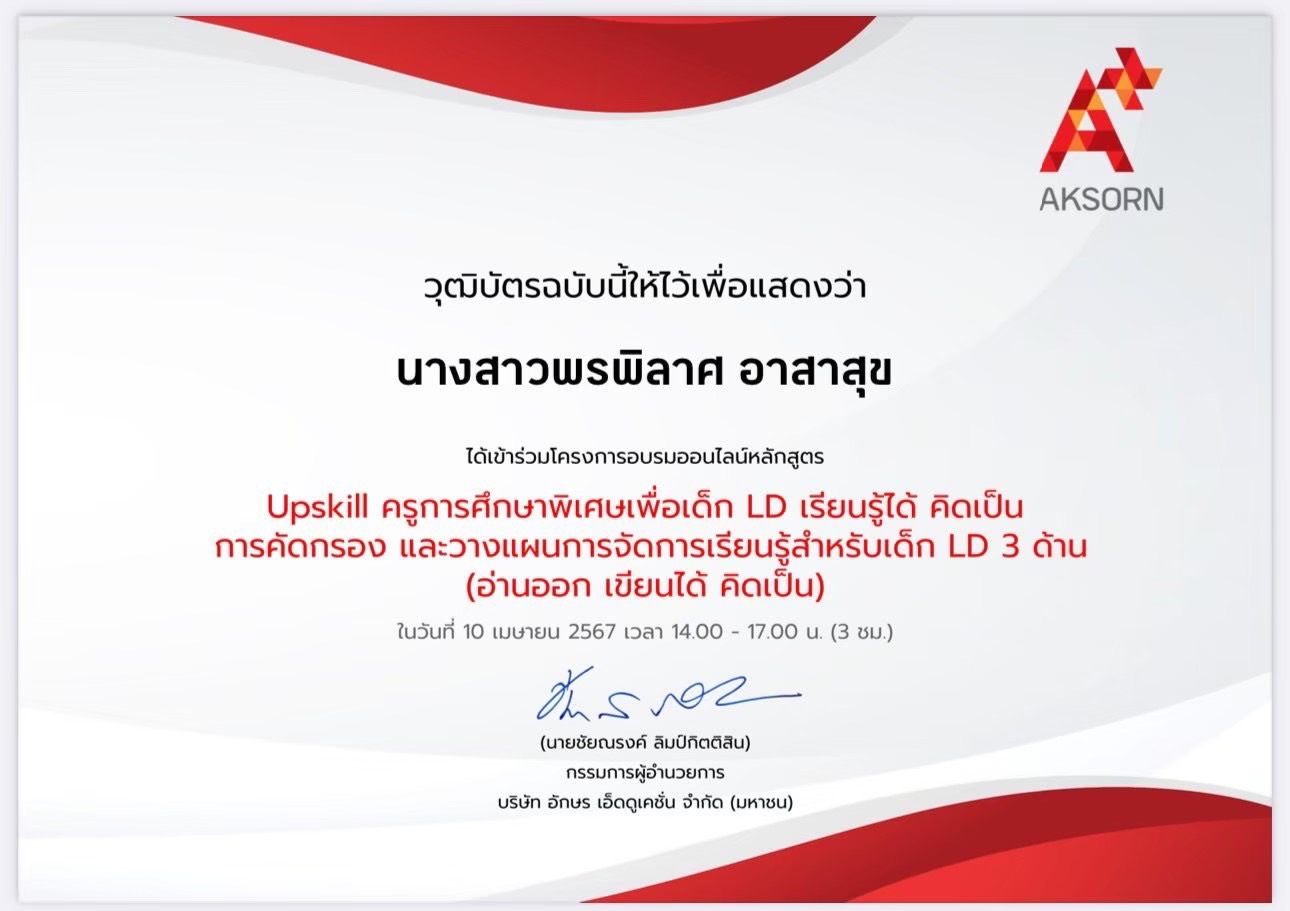 AKSORN
วุฒิบัตรฉบับนี้ให้ไว้เพื่อแสดงว่า
นางสาวพรพิลาศ อาสาสุข
ได้เข้าร่วมโครงการอบรมออนไลน์หลักสูตร
Upskill ครูการศึกษาพิเศษเพื่อเด็ก LD เรียนรู้ได้ คิดเป็น
การคัดกรอง และวางแผนการจัดการเรียนรู้สำหรับเด็ก LD 3 ด้าน
(อ่านออก เขียนได้ คิดเป็น)
ในวันที่ 10 เมษายน 2567 เวลา 14.00 - 17.00 น. (3 ชม.)
(นายชัยณรงค์ ลิมป์กิตติสิน)
กรรมการผู้อำนวยการ
บริษัท อักษร เอ็ดดูเคชั่น จำกัด (มหาชน)